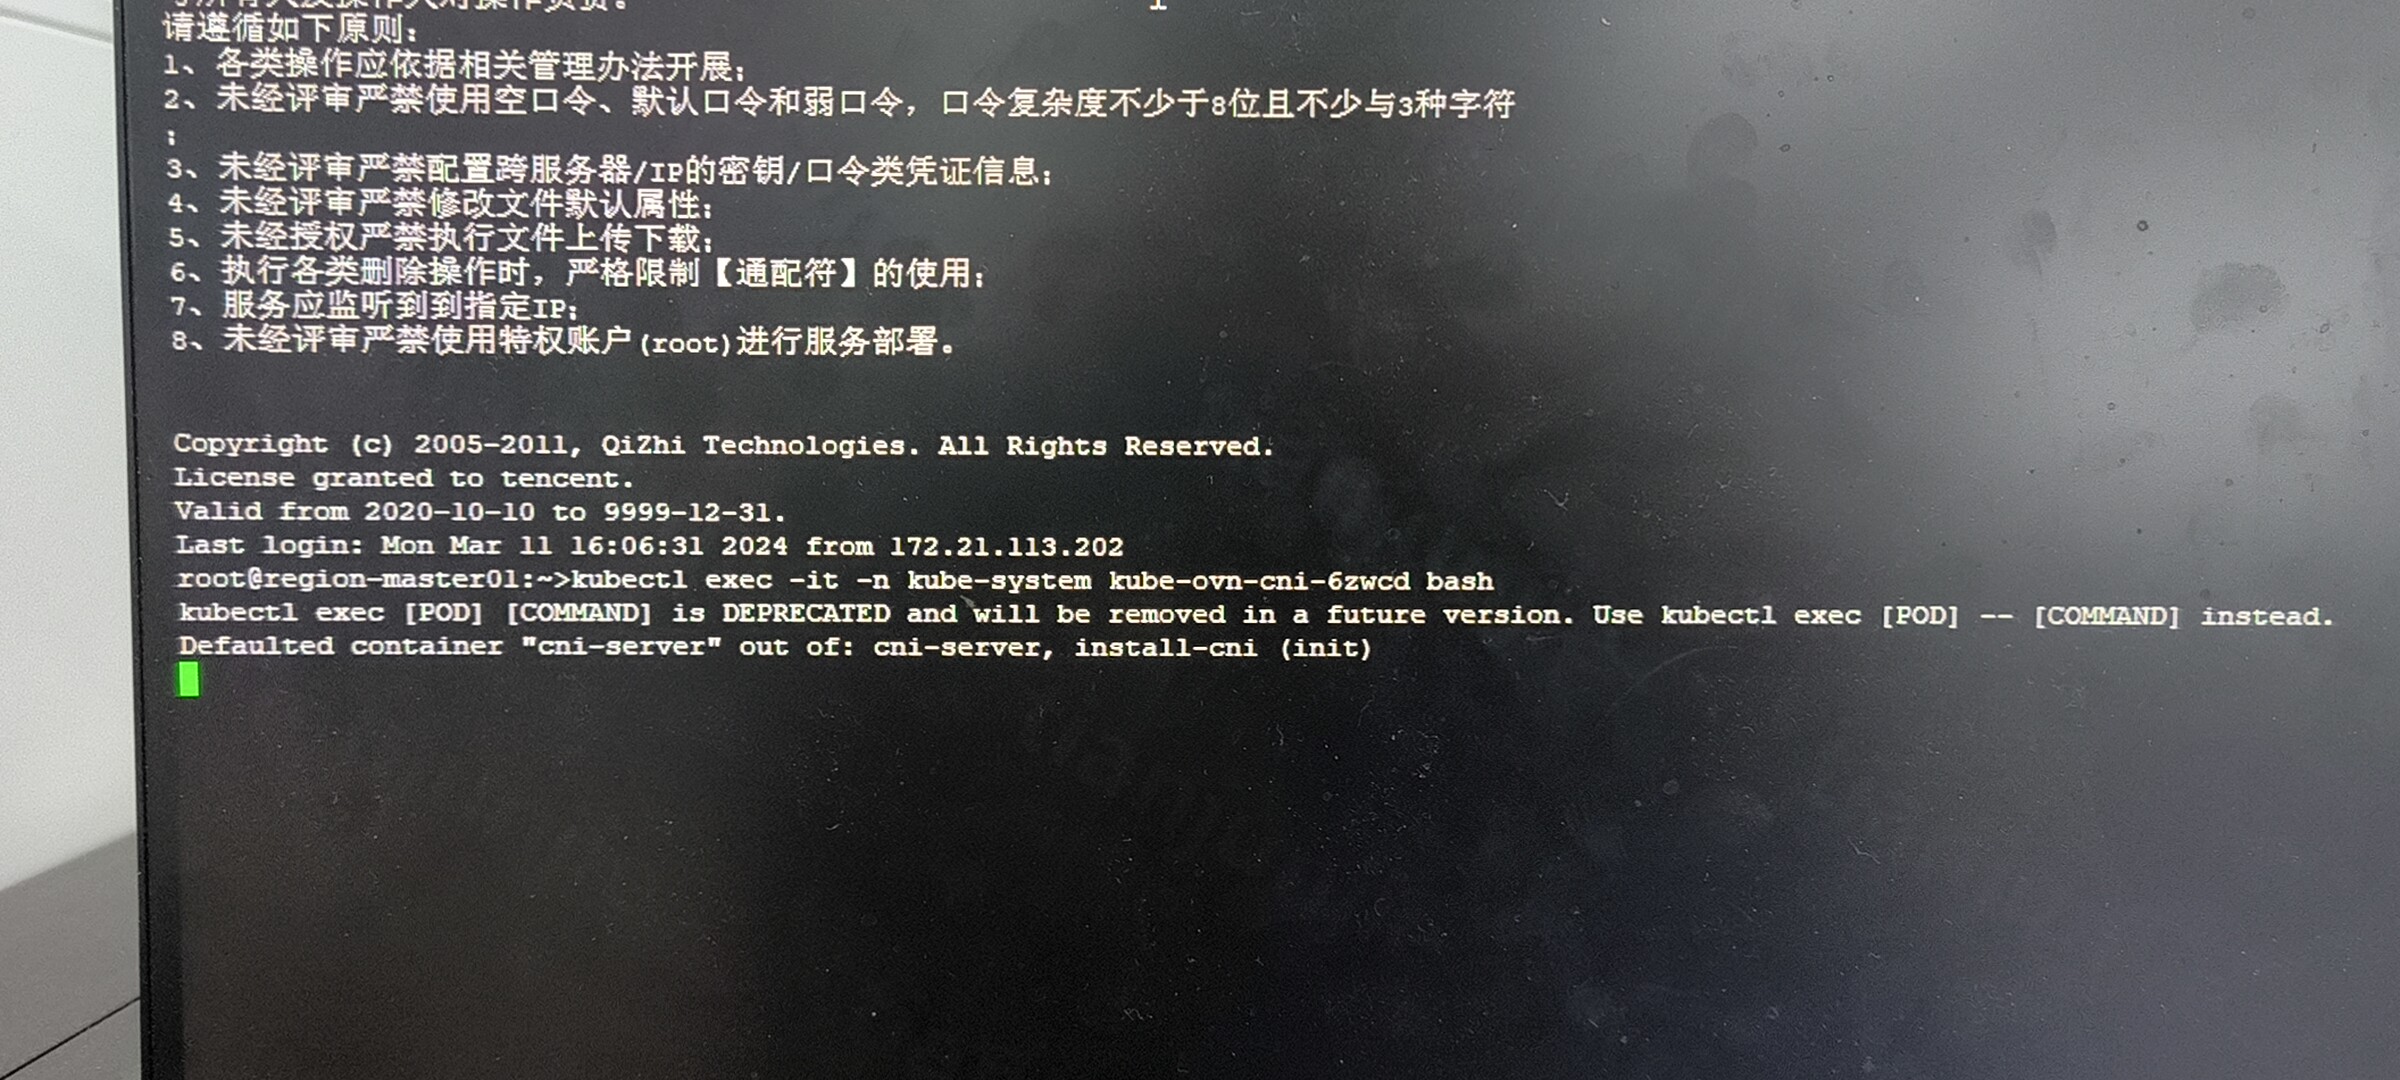 请遵循如下原则：
1、各类操作应依据相关管理办法开展；
2、未经评审严禁使用空口令、默认口令和弱口令，口令复杂度不少于8位且不少与3种字符
；
3、未经评审严禁配置跨服务器/IP的密钥/口令类凭证信息；
4、未经评审严禁修改文件默认属性；
5、未经授权严禁执行文件上传下载；
6、执行各类删除操作时，严格限制【通配符】的使用；
7、服务应监听到到指定IP；
8、未经评审严禁使用特权账户(root)进行服务部署。
Copyright (c) 2005-2011, QiZhi Technologies. All Rights Reserved.
License granted to tencent.
Valid from 2020-10-10 to 9999-12-31.
Last login: Mon Mar 11 16:06:31 2024 from 172.21.113.202
root@region-master01:~>kubectl exec -it -n kube-system kube-ovn-cni-6zwcd bash
kubectl exec [POD] [COMMAND] is DEPRECATED and will be removed in a future version. Use kubectl exec [POD] -- [COMMAND] instead.
Defaulted container "cni-server" out of: cni-server, install-cni (init)